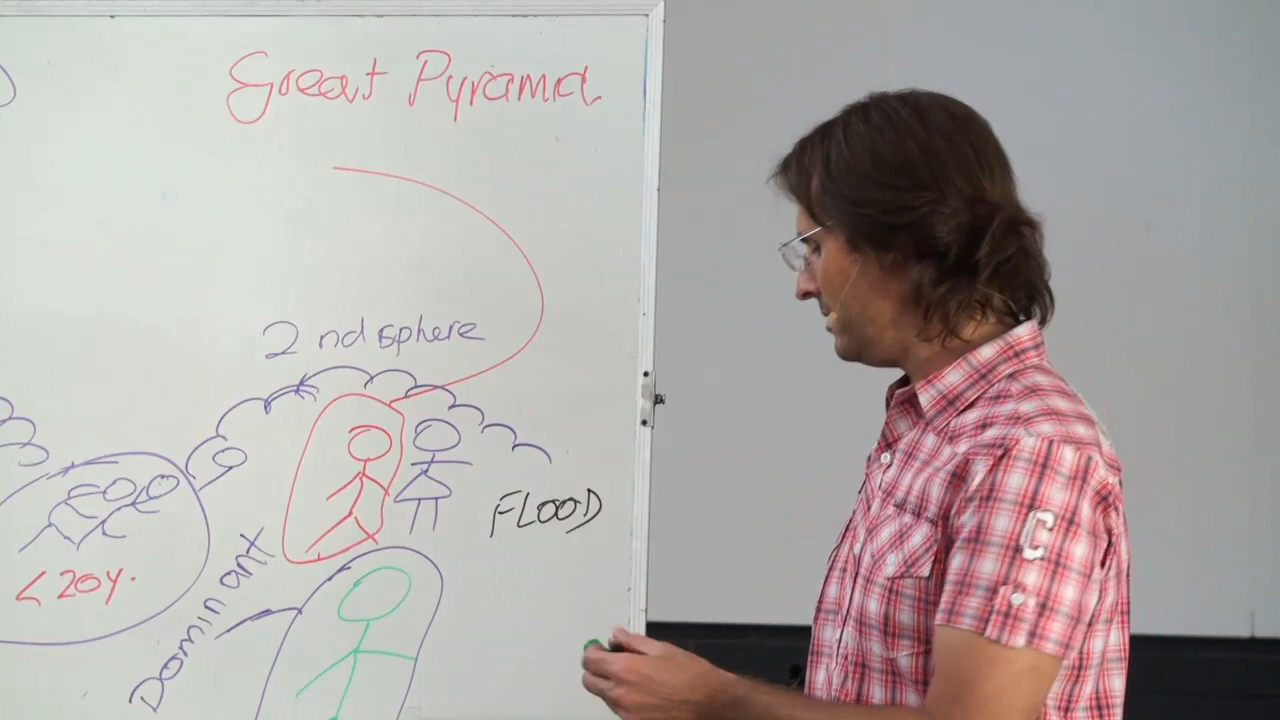 Great Pyramid
2nd sphere
FLOOD
<20y.
Dominant
C